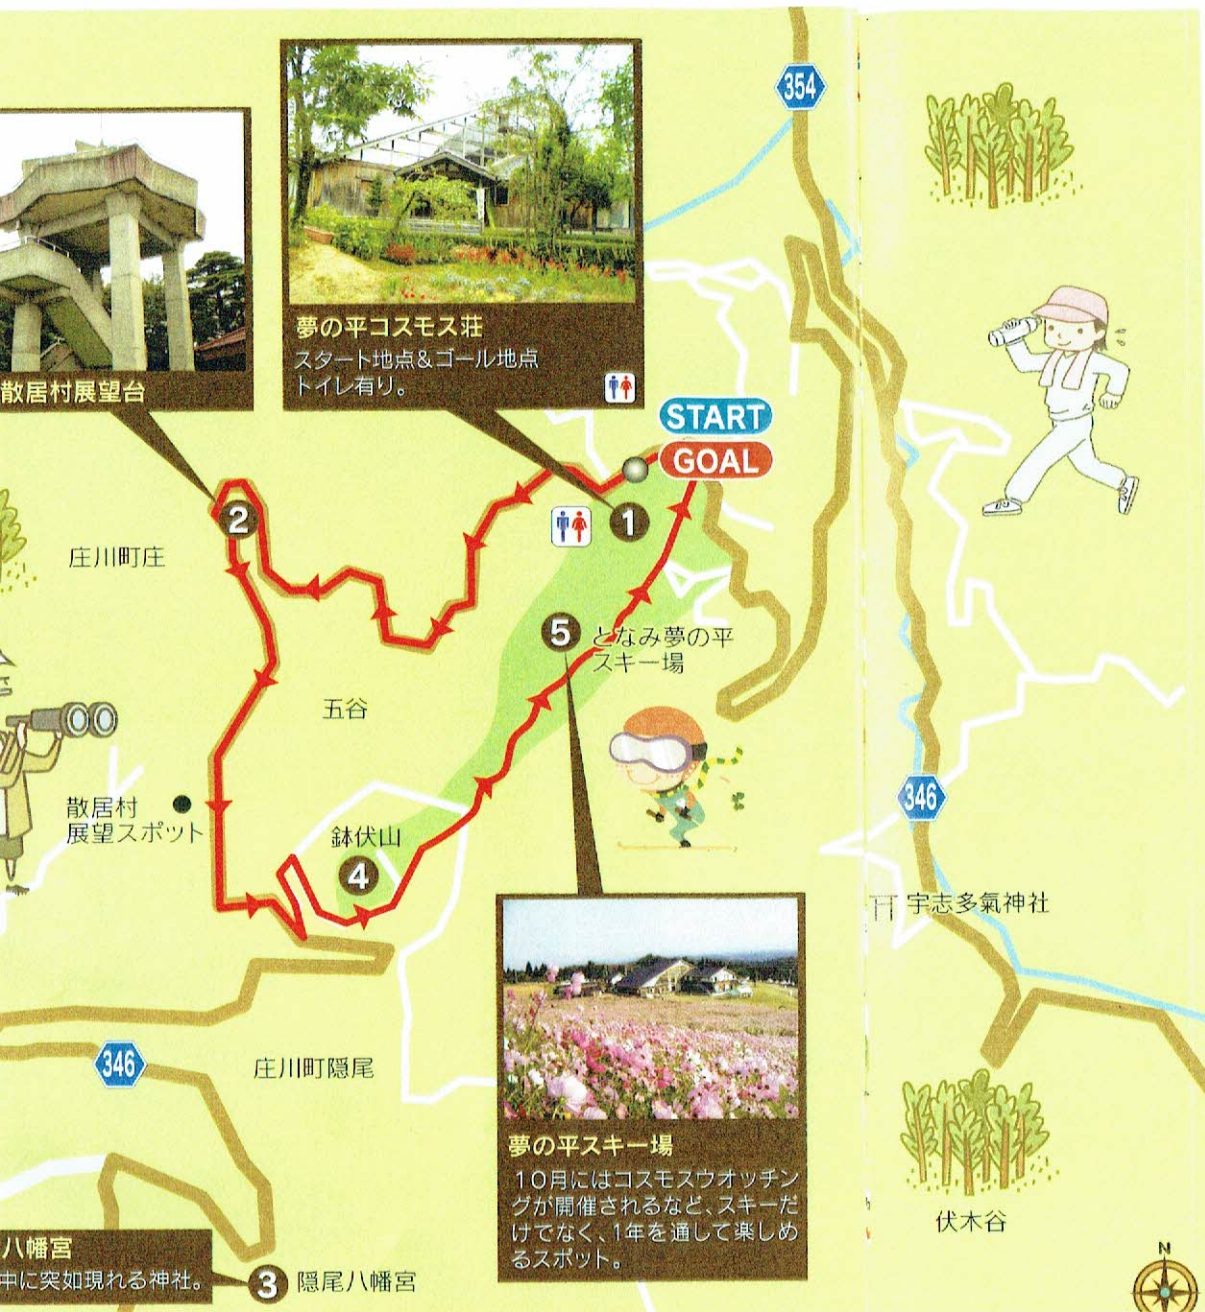 354
夢の平コスモス荘
スタート地点&ゴール地点
トイレ有り。
散居村展望台
START
GOAL
2
1
庄川町庄
5
となみ夢の平
スキー場
五谷
散居村
展望スポット
鉢伏山
4
346
宇志多氣神社
346
庄川町隠尾
夢の平スキー場
10月にはコスモスウオッチン
グが開催されるなど、スキーだ
けでなく、1年を通して楽しめ
るスポット。
伏木谷
八幡宮
中に突如現れる神社。
3
隠尾八幡宮
N